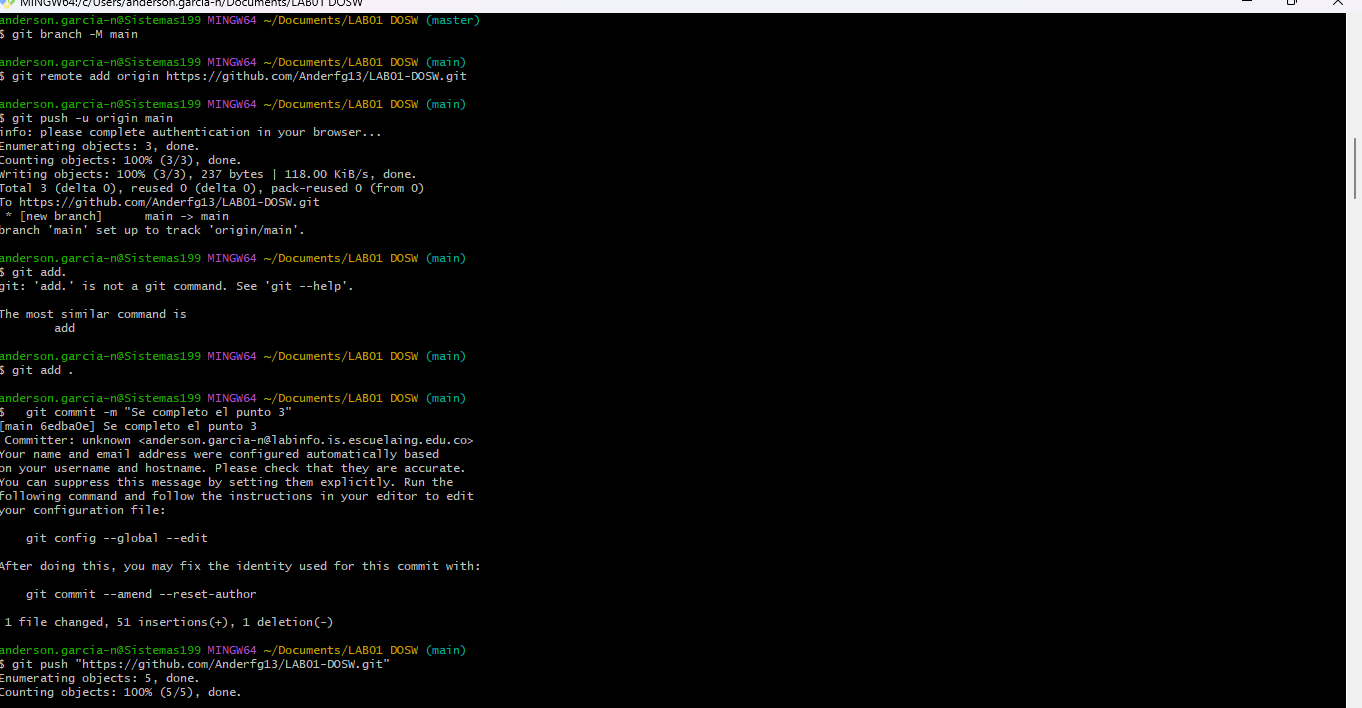 MINGW64:/c/Users/anderson.garcia-n/Documents/LAB01 DOSW
anderson.garcia-n@Sistemas199 MINGW64 ~/Documents/LAB01 DOSW (master)
$ git branch -M main

anderson.garcia-n@Sistemas199 MINGW64 ~/Documents/LAB01 DOSW (main)
$ git remote add origin https://github.com/Anderfg13/LAB01-DOSW.git

anderson.garcia-n@Sistemas199 MINGW64 ~/Documents/LAB01 DOSW (main)
$ git push -u origin main
info: please complete authentication in your browser...
Enumerating objects: 3, done.
Counting objects: 100% (3/3), done.
Writing objects: 100% (3/3), 237 bytes | 118.00 KiB/s, done.
Total 3 (delta 0), reused 0 (delta 0), pack-reused 0 (from 0)
To https://github.com/Anderfg13/LAB01-DOSW.git
 * [new branch]      main -> main
branch 'main' set up to track 'origin/main'.

anderson.garcia-n@Sistemas199 MINGW64 ~/Documents/LAB01 DOSW (main)
$ git add.
git: 'add.' is not a git command. See 'git --help'.

The most similar command is
        add

anderson.garcia-n@Sistemas199 MINGW64 ~/Documents/LAB01 DOSW (main)
$ git add .

anderson.garcia-n@Sistemas199 MINGW64 ~/Documents/LAB01 DOSW (main)
$   git commit -m "Se completo el punto 3"
[main 6edba0e] Se completo el punto 3
 Committer: unknown <anderson.garcia-n@labinfo.is.escuelaing.edu.co>
Your name and email address were configured automatically based
on your username and hostname. Please check that they are accurate.
You can suppress this message by setting them explicitly. Run the
following command and follow the instructions in your editor to edit
your configuration file:

    git config --global --edit

After doing this, you may fix the identity used for this commit with:

    git commit --amend --reset-author

 1 file changed, 51 insertions(+), 1 deletion(-)

anderson.garcia-n@Sistemas199 MINGW64 ~/Documents/LAB01 DOSW (main)
$ git push "https://github.com/Anderfg13/LAB01-DOSW.git"
Enumerating objects: 5, done.
Counting objects: 100% (5/5), done.